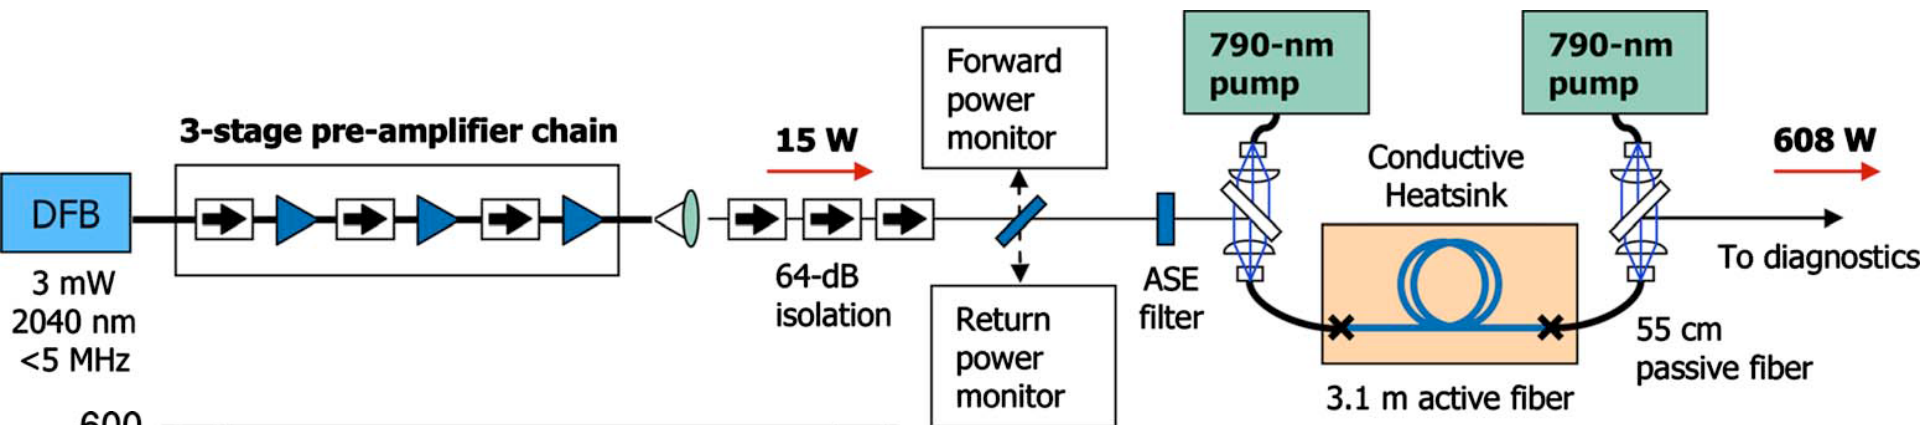 3-stage pre-amplifier chain
DFB
3 mW
2040 nm
<5 MHz
15 W
64-dB
isolation
Forward
power
monitor
Return
power
monitor
ASE
filter
790-nm
pump
790-nm
pump
Conductive
Heatsink
3.1 m active fiber
608 W
To diagnostics
55 cm
passive fiber
600